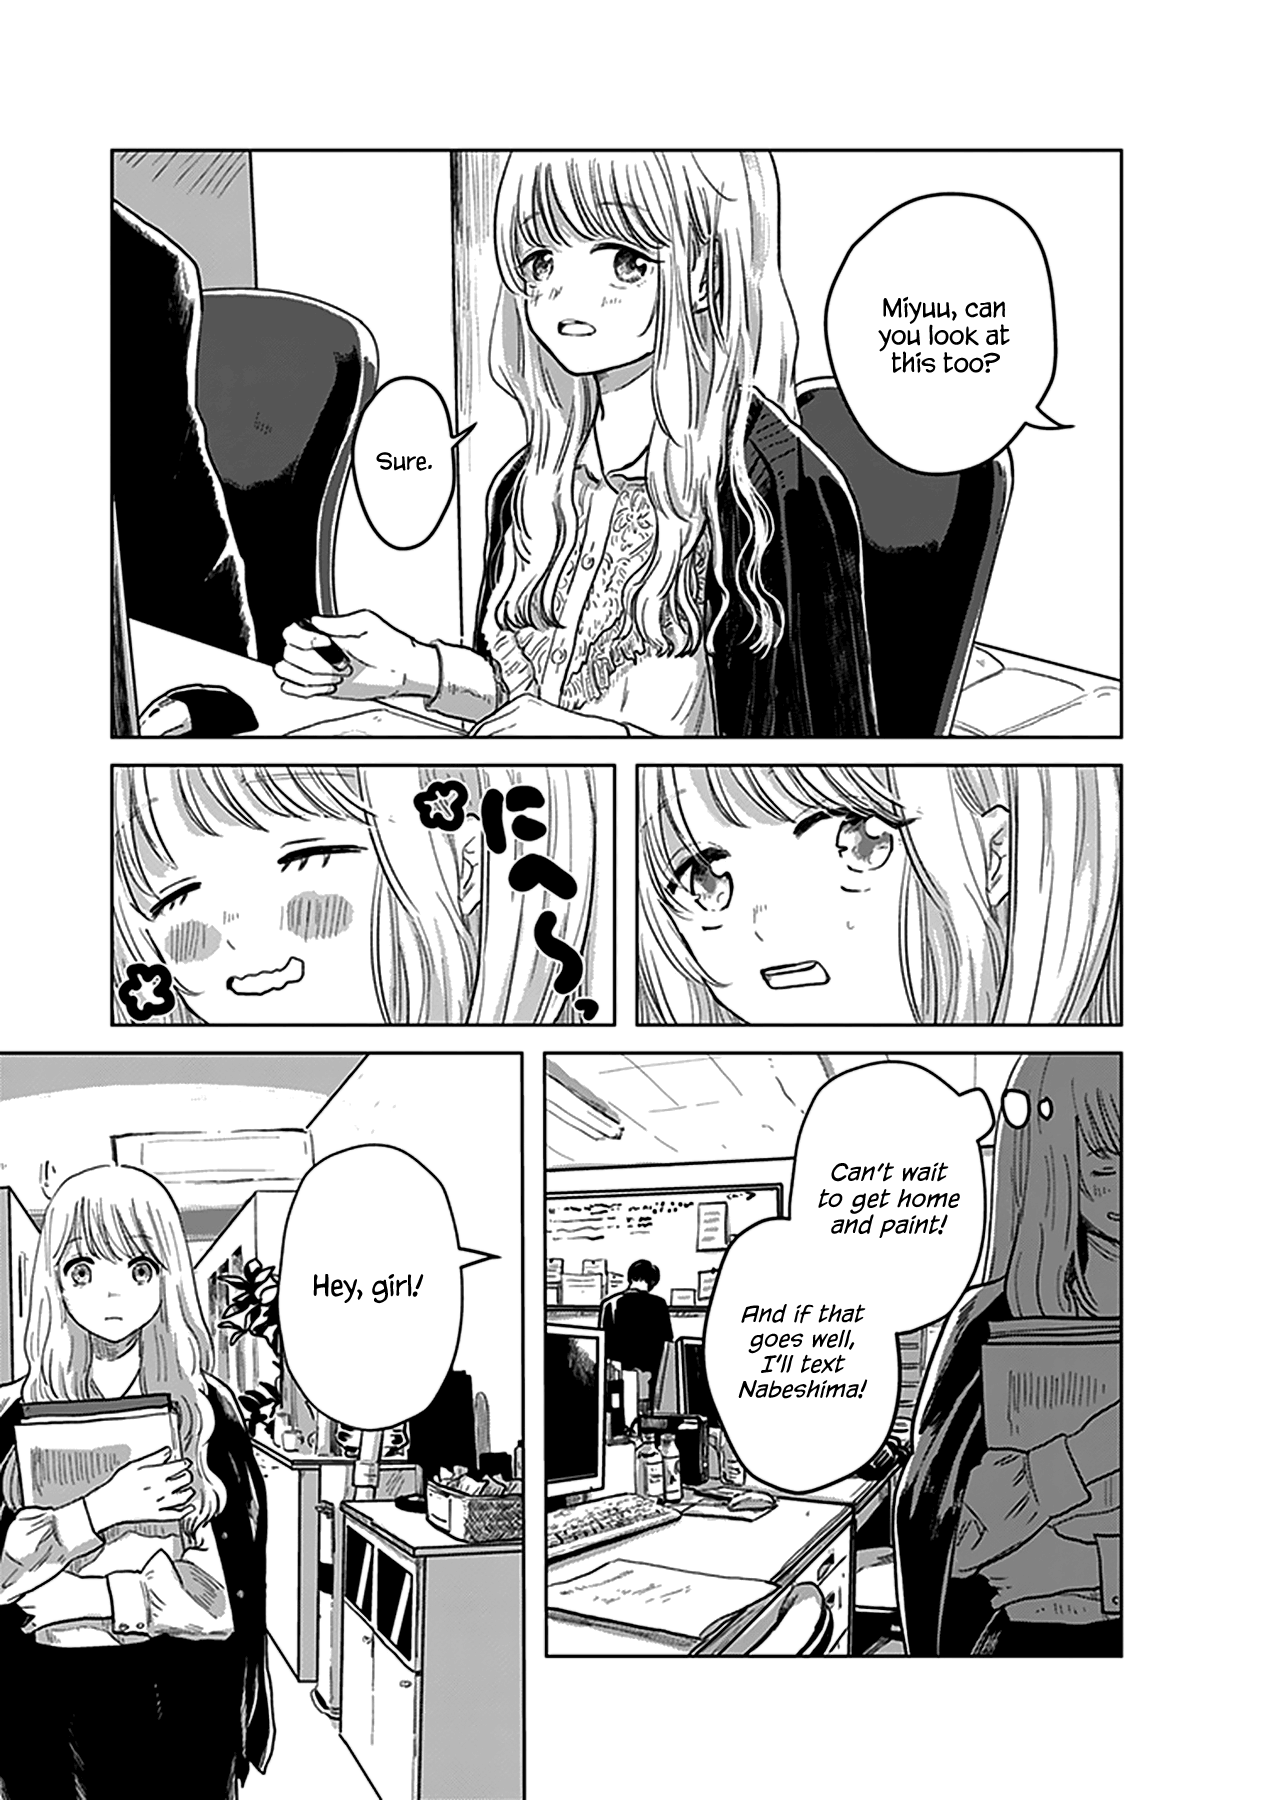 Miyuu, can
you look at
this too?
Sure.
にへ〜っ
Can't wait
to get home
and paint!
And if that
goes well,
I'll text
Nabeshima!
Hey, girl!